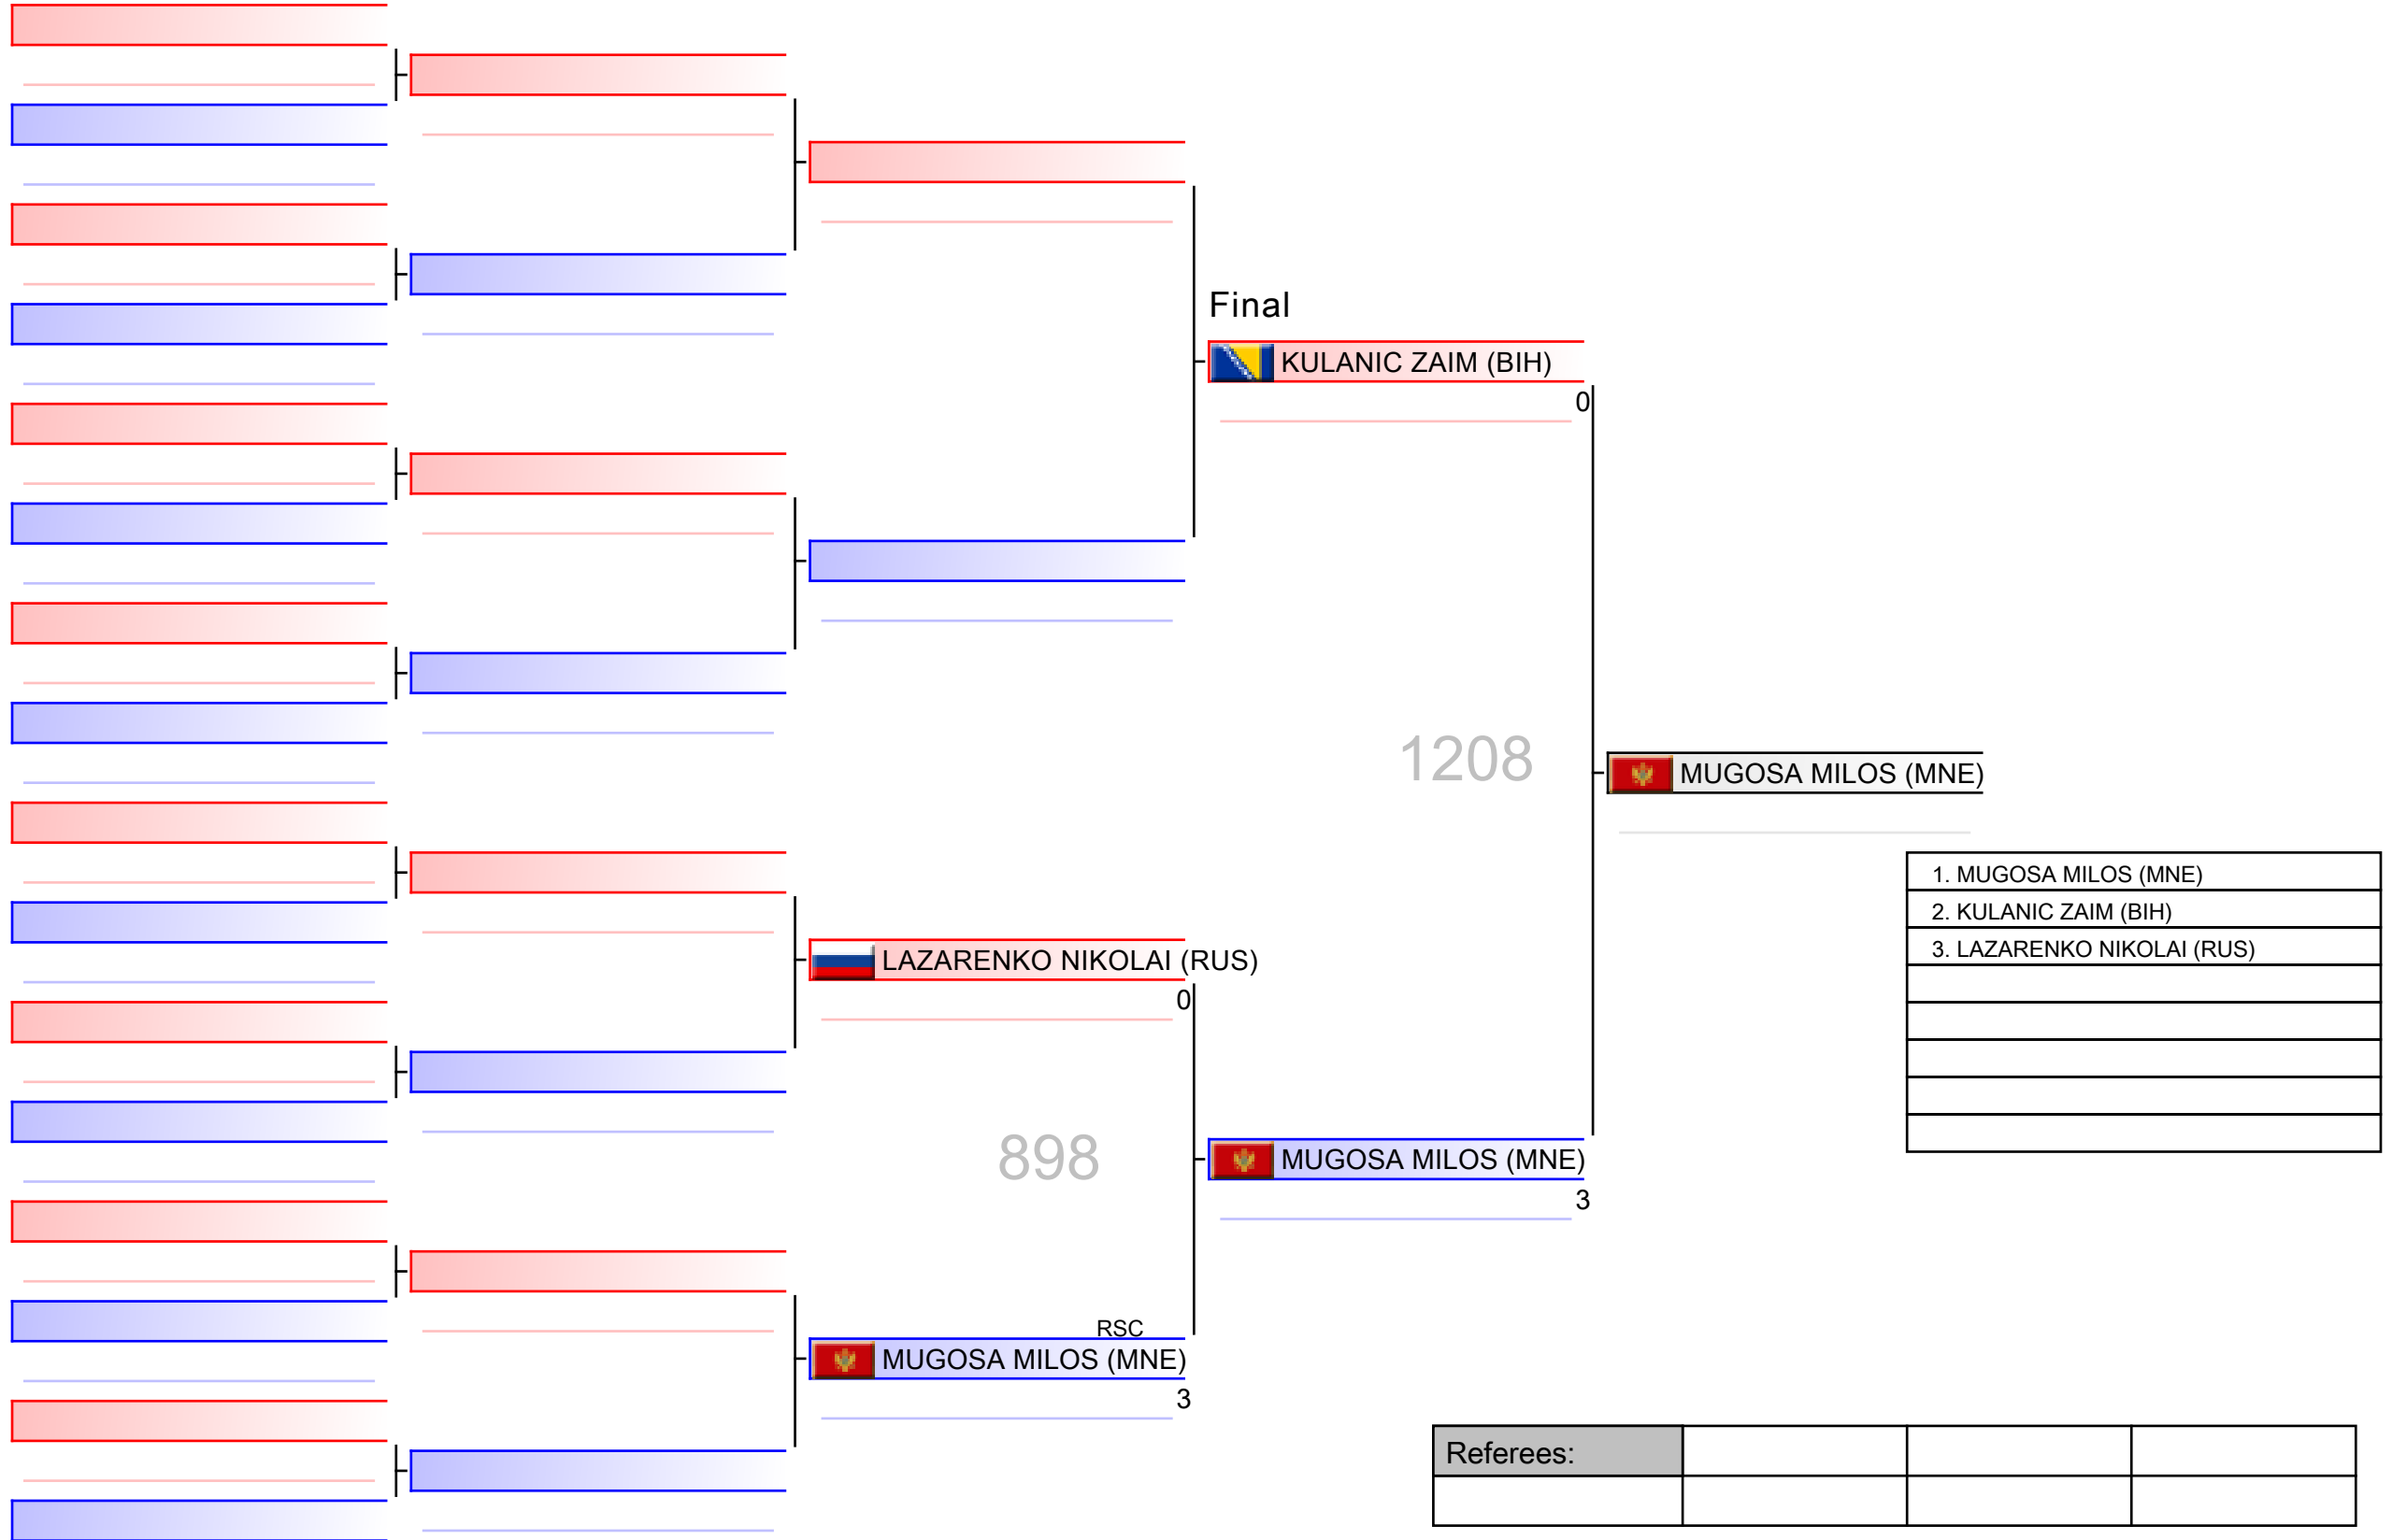 Final
KULANIC ZAIM (BIH)
0
1208
MUGOSA MILOS (MNE)
1. MUGOSA MILOS (MNE)
2. KULANIC ZAIM (BIH)
3. LAZARENKO NIKOLAI (RUS)
LAZARENKO NIKOLAI (RUS)
0
898
MUGOSA MILOS (MNE)
3
RSC
MUGOSA MILOS (MNE)
3
Referees: